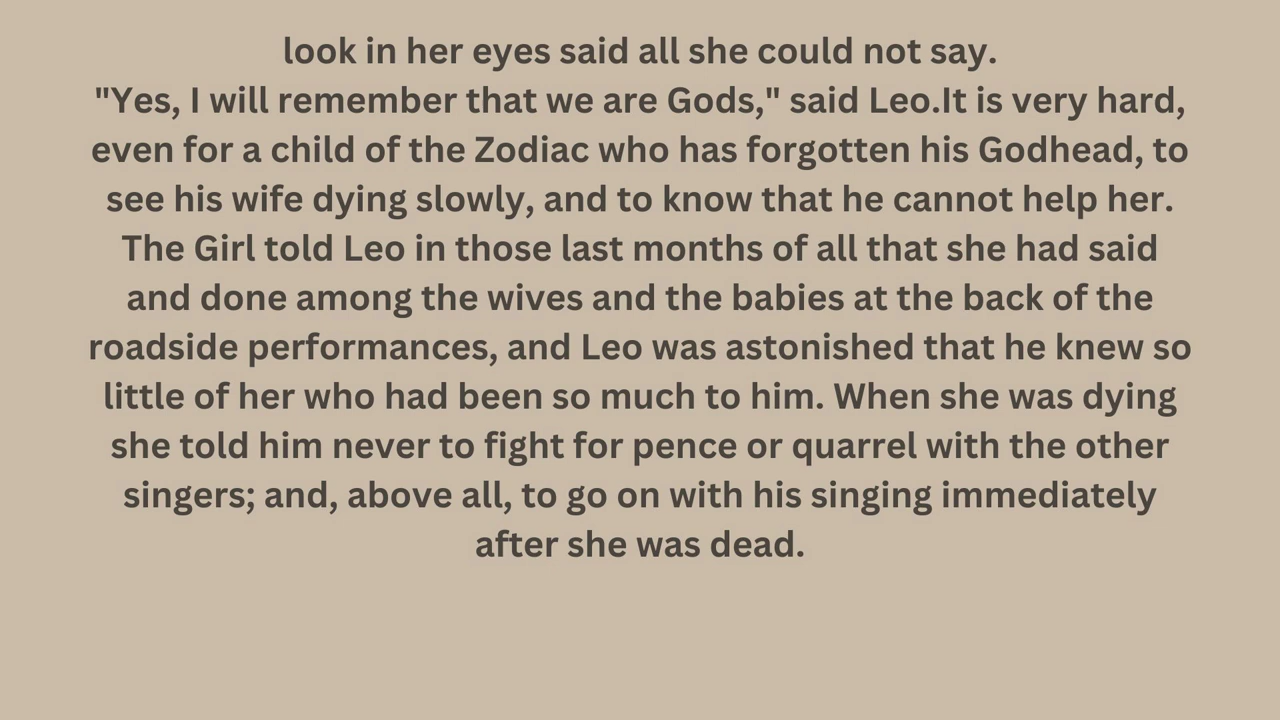 look in her eyes said all she could not say.
"Yes, I will remember that we are Gods," said Leo.It is very hard,
even for a child of the Zodiac who has forgotten his Godhead, to
see his wife dying slowly, and to know that he cannot help her.
The Girl told Leo in those last months of all that she had said
and done among the wives and the babies at the back of the
roadside performances, and Leo was astonished that he knew so
little of her who had been so much to him. When she was dying
she told him never to fight for pence or quarrel with the other
singers; and, above all, to go on with his singing immediately
after she was dead.